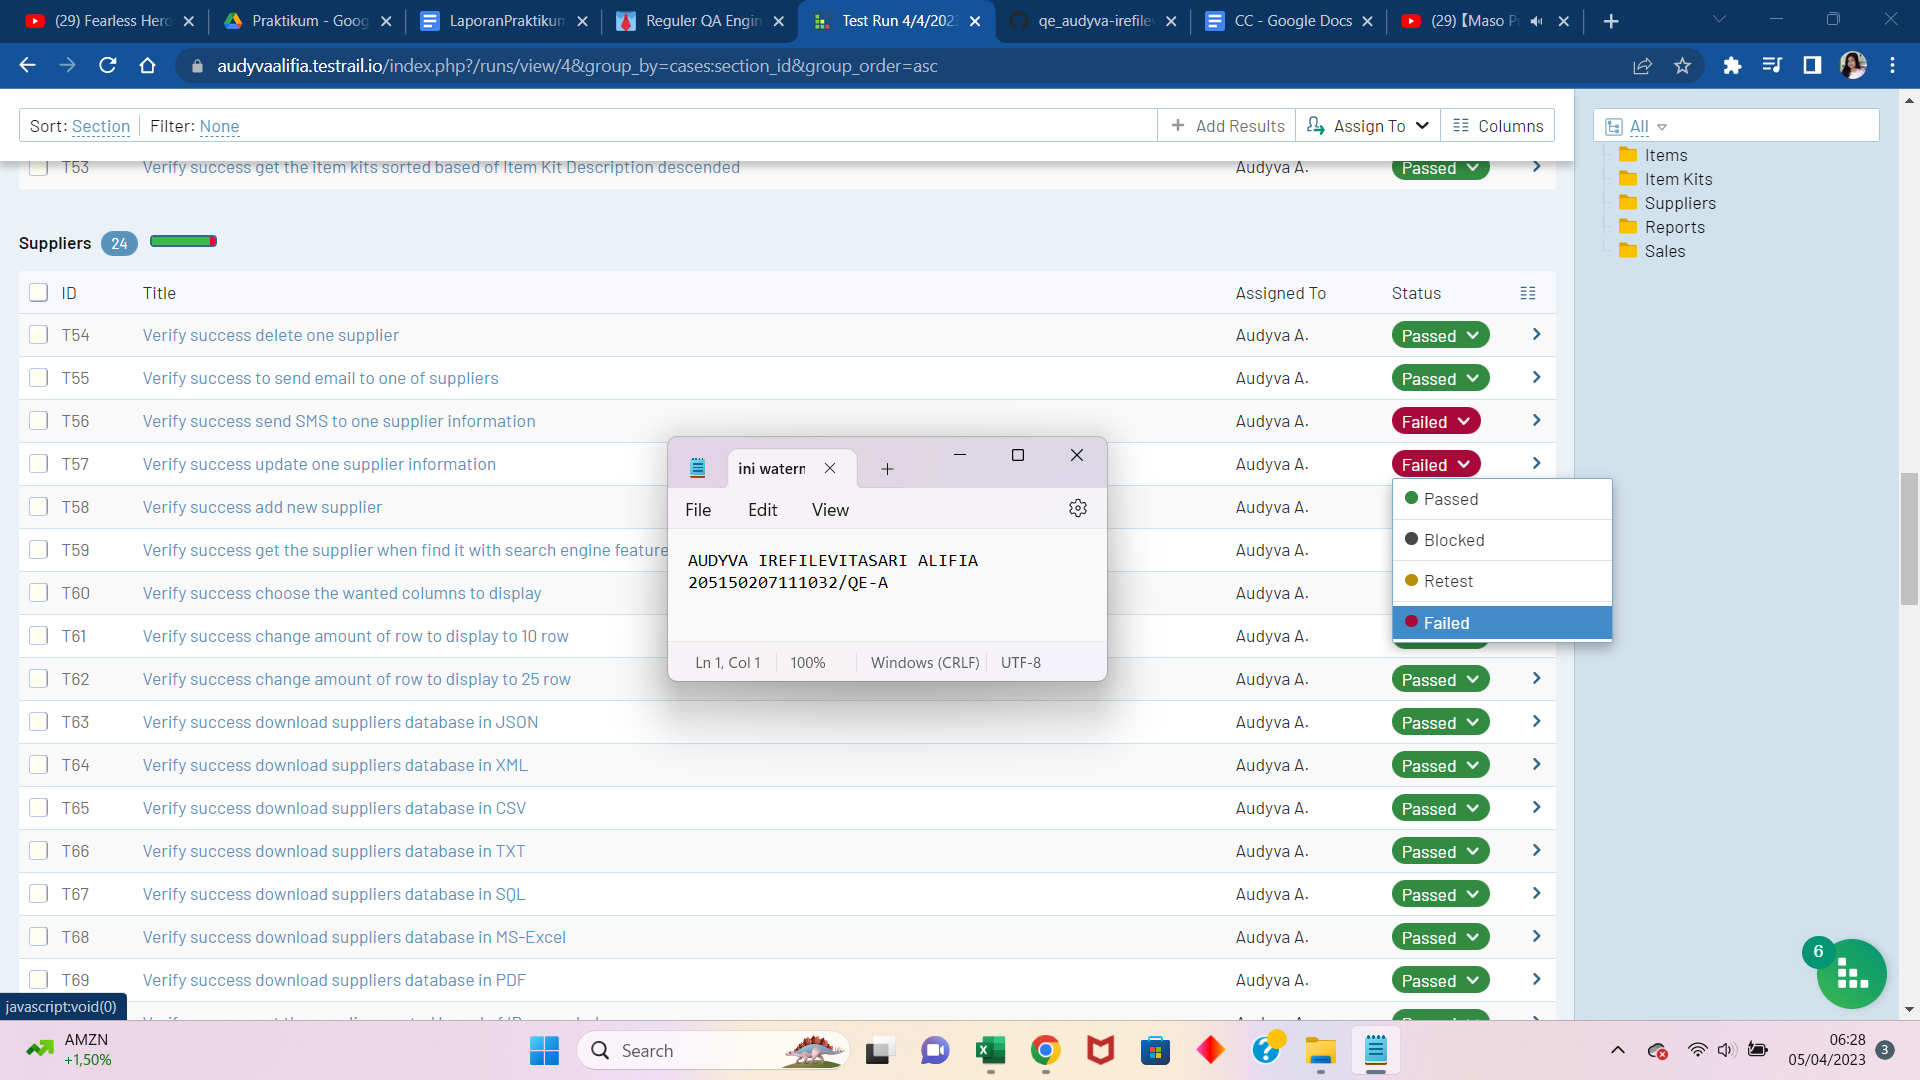 (29) Fearless Hero
Praktikum - Goog
LaporanPraktikum
Reguler QA Engin
Test Run 4/4/2023
qe_audyva-irefilev
CC - Google Docs
(29) 【Maso P
audyvaalifia.testrail.io/index.php?/runs/view/4&group_by=cases:section_id&group_order=asc
Sort: Section Filter: None
Add Results
Assign To
Columns
All
Items
Item Kits
Suppliers
Reports
Sales
T53 Verify success get the item kits sorted based of Item Kit Description descended Audyva A. Passed
Suppliers 24
ID Title Assigned To Status
T54 Verify success delete one supplier Audyva A. Passed
T55 Verify success to send email to one of suppliers Audyva A. Passed
T56 Verify success send SMS to one supplier information Audyva A. Failed
T57 Verify success update one supplier information Audyva A. Failed
T58 Verify success add new supplier Audyva A.
T59 Verify success get the supplier when find it with search engine feature Audyva A.
T60 Verify success choose the wanted columns to display Audyva A.
T61 Verify success change amount of row to display to 10 row Audyva A.
T62 Verify success change amount of row to display to 25 row Audyva A. Passed
T63 Verify success download suppliers database in JSON Audyva A. Passed
T64 Verify success download suppliers database in XML Audyva A. Passed
T65 Verify success download suppliers database in CSV Audyva A. Passed
T66 Verify success download suppliers database in TXT Audyva A. Passed
T67 Verify success download suppliers database in SQL Audyva A. Passed
T68 Verify success download suppliers database in MS-Excel Audyva A. Passed
T69 Verify success download suppliers database in PDF Audyva A. Passed
Passed
Blocked
Retest
Failed
ini watern
File Edit View
AUDYVA IREFILEVITASARI ALIFIA
205150207111032/QE-A
Ln 1, Col 1 100% Windows (CRLF) UTF-8
6
javascript:void(0)
AMZN
+1,50%
Search
06:28
05/04/2023
3